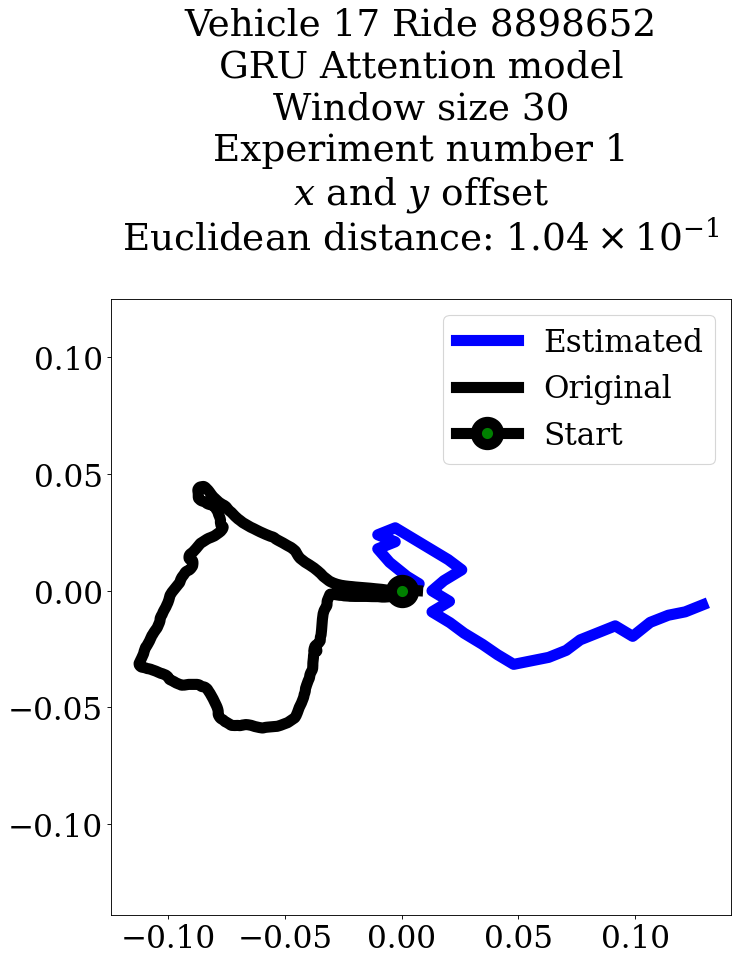 Vehicle 17 Ride 8898652
GRU Attention model
Window size 30
Experiment number 1
x and y offset
Euclidean distance: 1.04 × 10⁻¹
Estimated
Original
Start
0.10
0.05
0.00
−0.05
−0.10
−0.10 −0.05 0.00 0.05 0.10